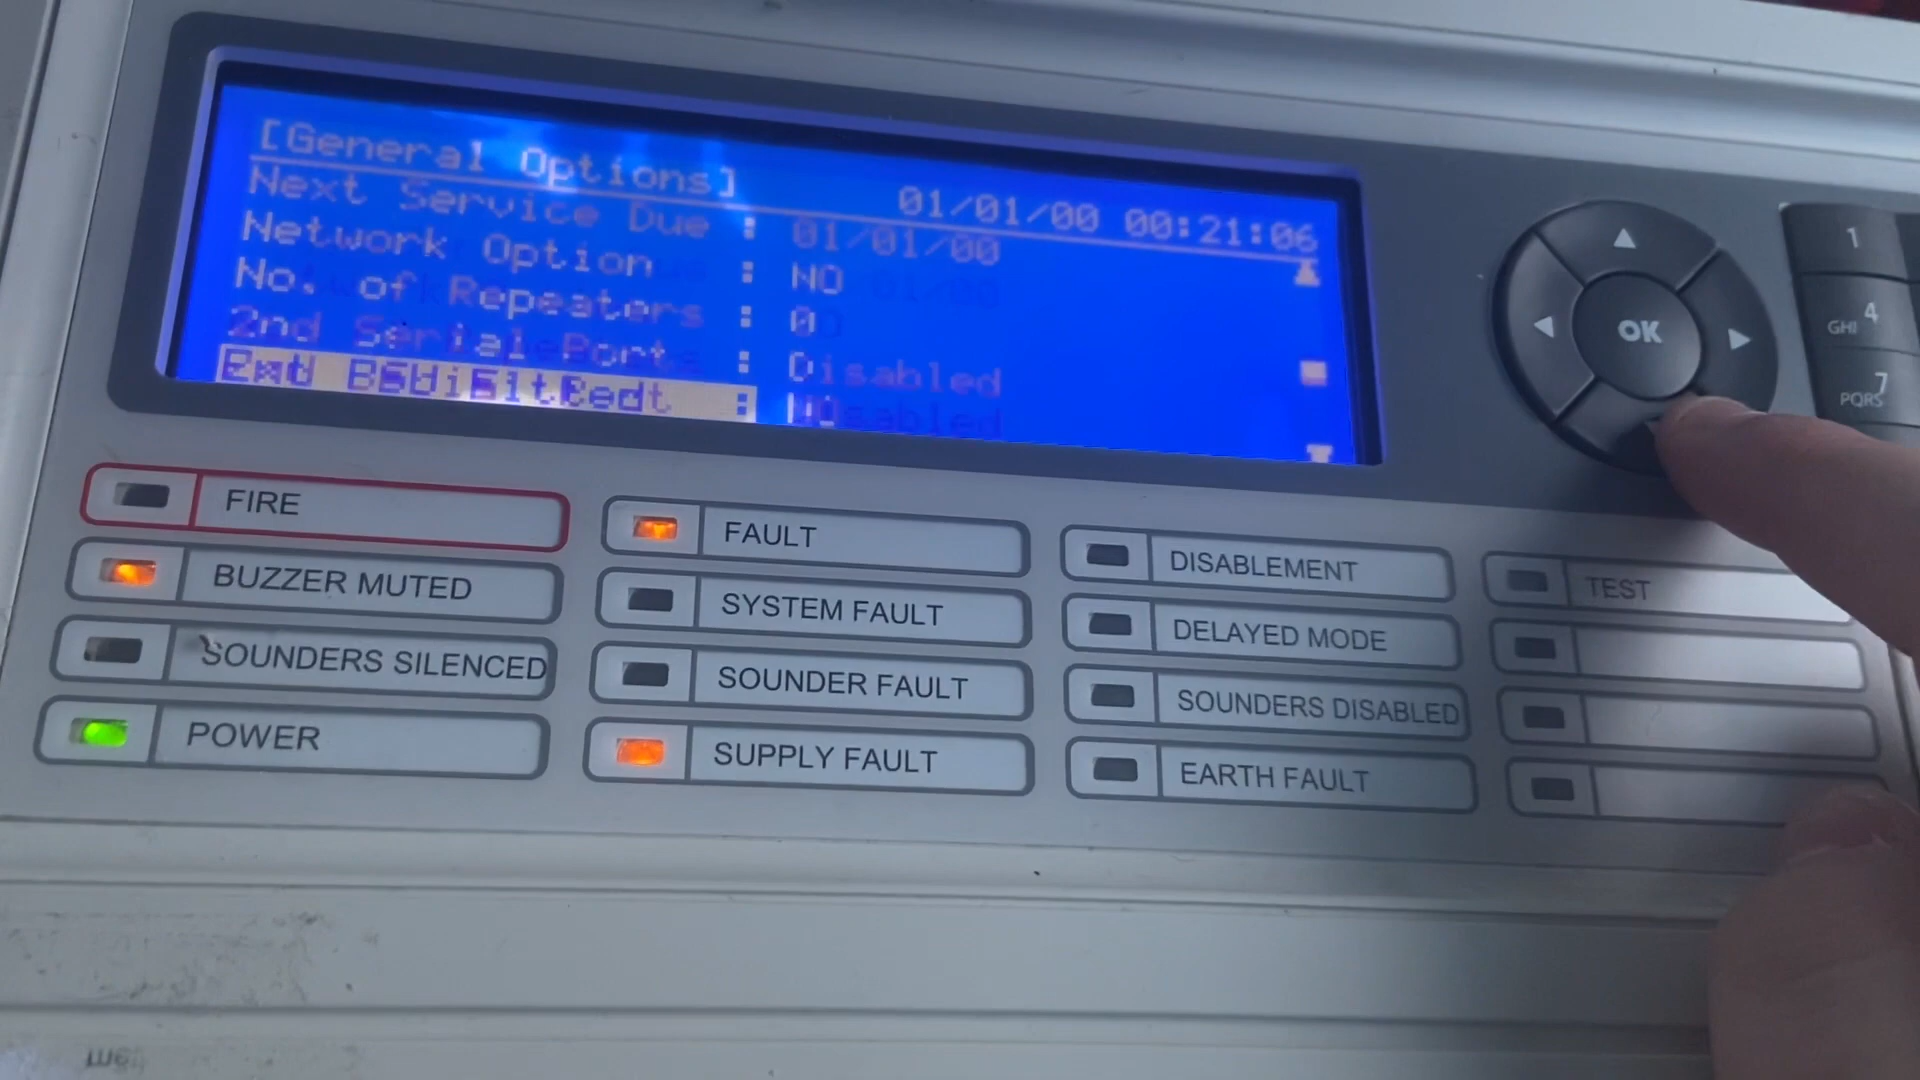 [General Options]
01/01/00 00:21:06
Next Service Due : 01/01/00
Network Option : NO
No. of Repeaters : 0
2nd Serial Port : Disabled
:
OK
1
GHI 4
PQRS 7
FIRE
FAULT
DISABLEMENT
TEST
BUZZER MUTED
SYSTEM FAULT
DELAYED MODE
SOUNDERS SILENCED
SOUNDER FAULT
SOUNDERS DISABLED
POWER
SUPPLY FAULT
EARTH FAULT